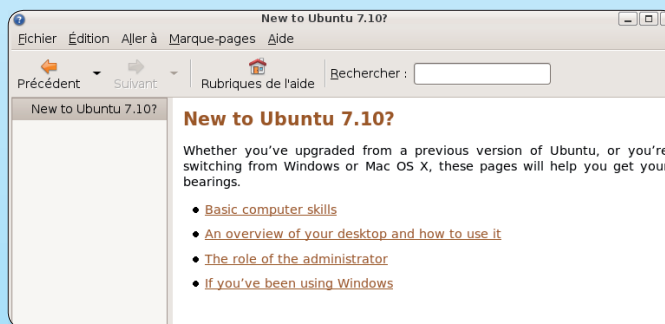 New to Ubuntu 7.10?
Fichier Édition Aller à Marque-pages Aide
Précédent Suivant Rubriques de l'aide Rechercher :
New to Ubuntu 7.10?
New to Ubuntu 7.10?
Whether you’ve upgraded from a previous version of Ubuntu, or you’re
switching from Windows or Mac OS X, these pages will help you get your
bearings.
Basic computer skills
An overview of your desktop and how to use it
The role of the administrator
If you’ve been using Windows